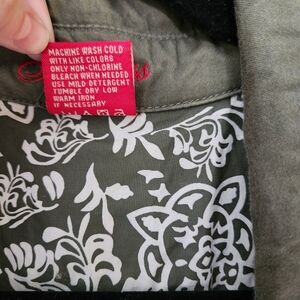 MACHINE WASH COLD
WITH LIKE COLORS
ONLY NON-CHLORINE
BLEACH WHEN NEEDED
USE MILD DETERGENT
TUMBLE DRY LOW
WARM IRON
IF NECESSARY